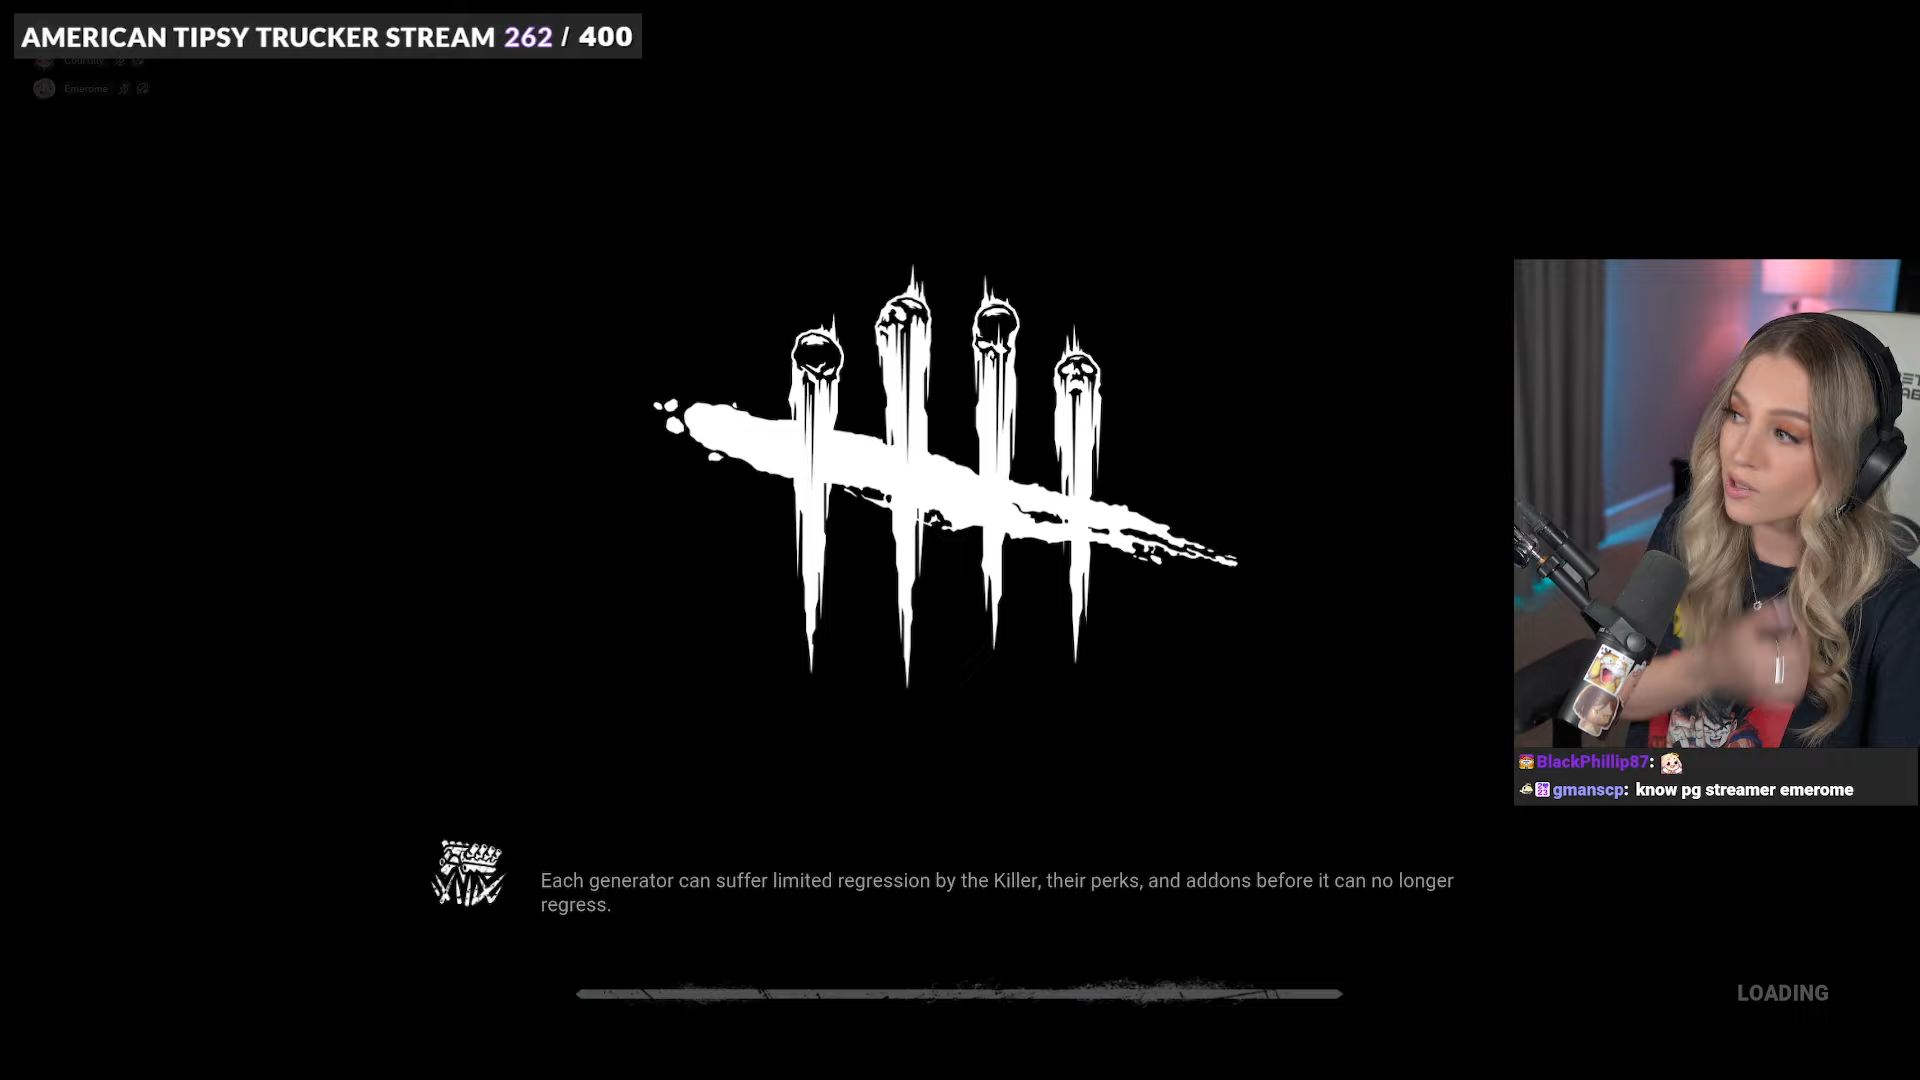 AMERICAN TIPSY TRUCKER STREAM 262 / 400
Emerome
BlackPhillip87:
gmanscp: know pg streamer emerome
Each generator can suffer limited regression by the Killer, their perks, and addons before it can no longer
regress.
LOADING